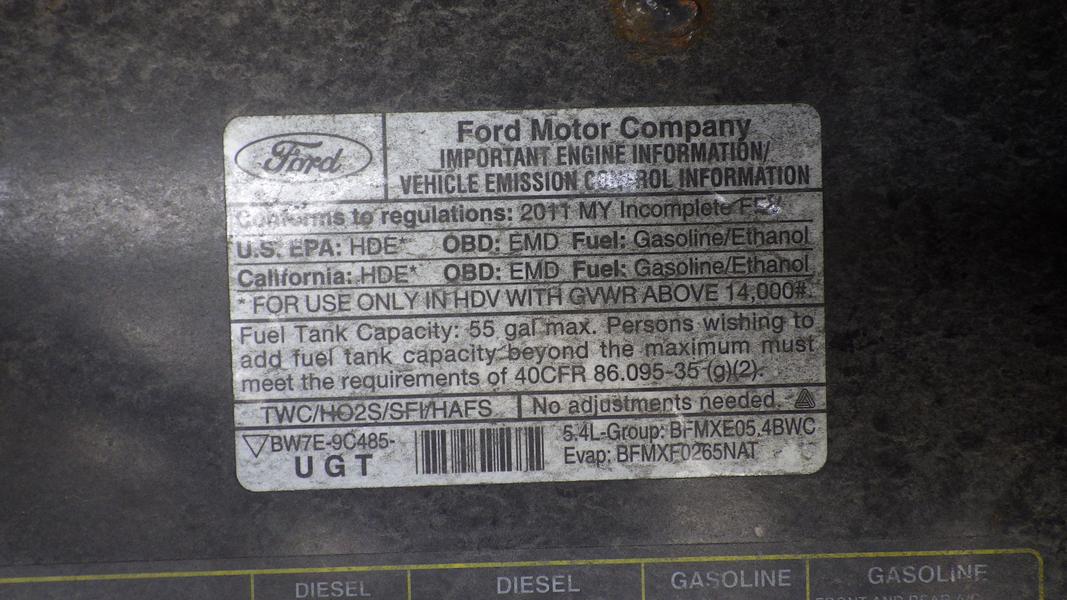 Ford
Ford Motor Company
IMPORTANT ENGINE INFORMATION/
VEHICLE EMISSION CONTROL INFORMATION
Conforms to regulations: 2011 MY Incomplete
U.S. EPA: HDE* OBD: EMD Fuel: Gasoline/Ethanol
California: HDE* OBD: EMD Fuel: Gasoline/Ethanol
* FOR USE ONLY IN HDV WITH GVWR ABOVE 14,000#.
Fuel Tank Capacity: 55 gal max. Persons wishing to
add fuel tank capacity beyond the maximum must
meet the requirements of 40CFR 86.095-35 (g)(2).
TWC/HO2S/SFI/HAFS
No adjustments needed.
BW7E-9C485-
UGT
5.4L-Group: BFMXE05.4BWC
Evap: BFMXF0265NAT
DIESEL
DIESEL
GASOLINE
GASOLINE
FRONT AND REAR A/C